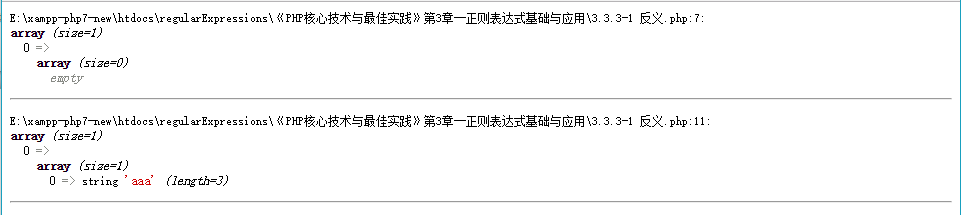 E:\xampp-php7-new\htdocs\regularExpressions\《PHP核心技术与最佳实践》第3章—正则表达式基础与应用\3.3.3-1 反义.php:7:
array (size=1)
0 =>
array (size=0)
empty
E:\xampp-php7-new\htdocs\regularExpressions\《PHP核心技术与最佳实践》第3章—正则表达式基础与应用\3.3.3-1 反义.php:11:
array (size=1)
0 =>
array (size=1)
0 => string 'aaa' (length=3)